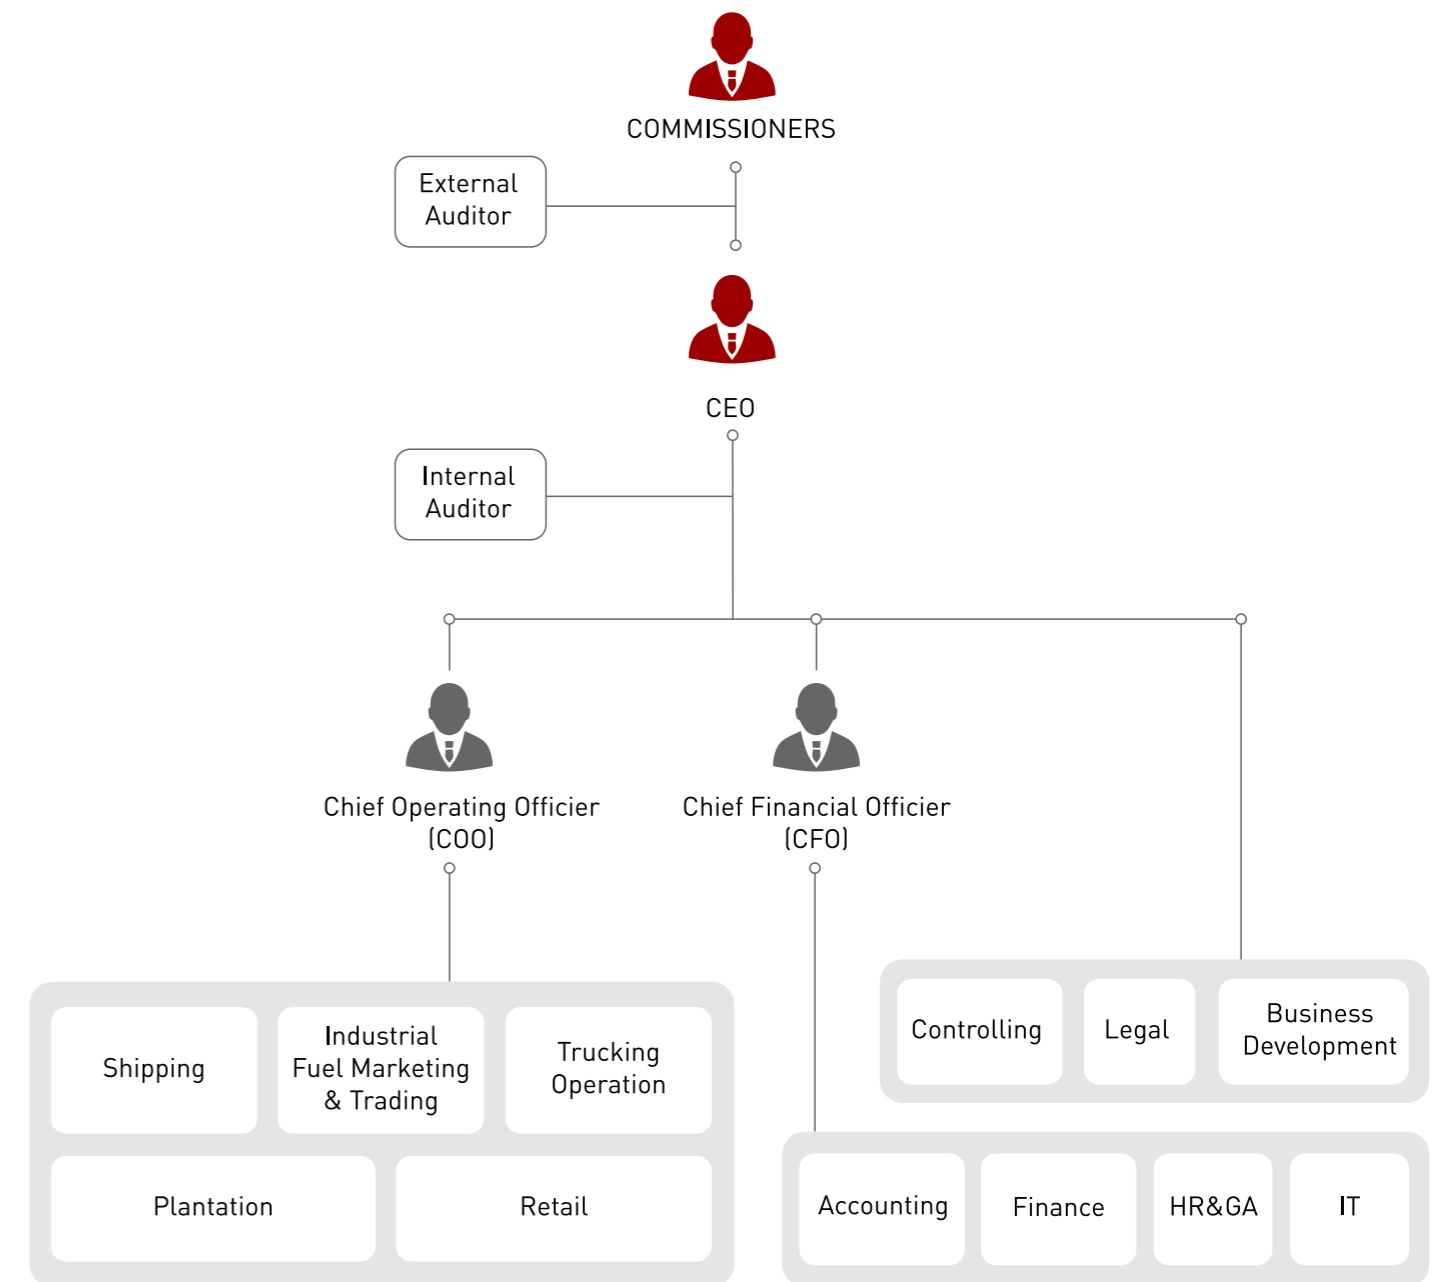 COMMISSIONERS
External
Auditor
CEO
Internal
Auditor
Chief Operating Officier
(COO)
Chief Financial Officier
(CFO)
Controlling
Legal
Business
Development
Shipping
Industrial
Fuel Marketing
& Trading
Trucking
Operation
Plantation
Retail
Accounting
Finance
HR&GA
IT